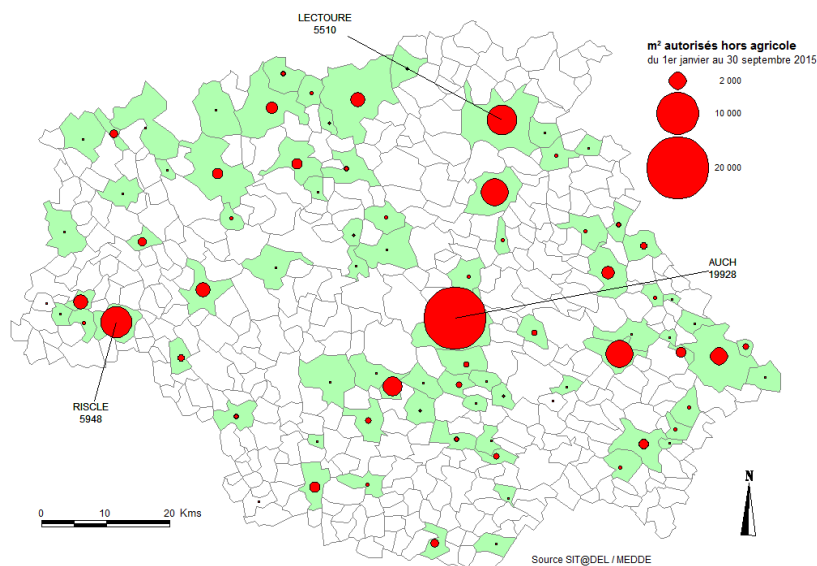 LECTOURE
5510
m² autorisés hors agricole
du 1er janvier au 30 septembre 2015
2 000
10 000
20 000
AUCH
19928
RISCLE
5948
0 10 20 Kms
N
Source SIT@DEL / MEDDE